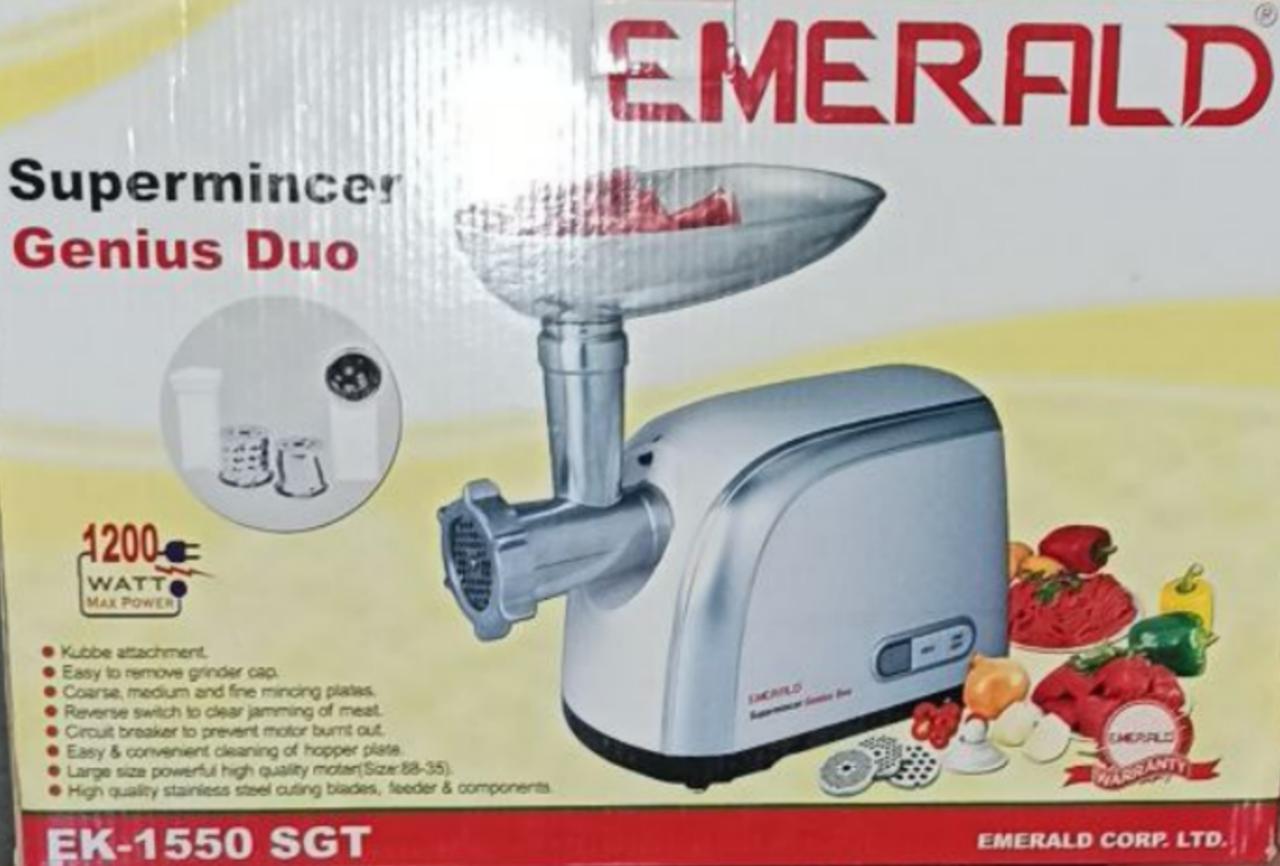 EMERALD®
Supermincer
Genius Duo
1200
WATT
MAX POWER
Kubbe attachment.
Easy to remove grinder cap.
Coarse, medium and fine mincing plates.
Reverse switch to clear jamming of meat.
Circuit breaker to prevent motor burnt out.
Easy & convenient cleaning of hopper plate.
Large size powerful high quality moter(Size:88-35).
High quality stainless steel cuting blades, feeder & components.
EMERALD
Supermincer Genius Duo
EMERALD
WARRANTY
EK-1550 SGT
EMERALD CORP. LTD.